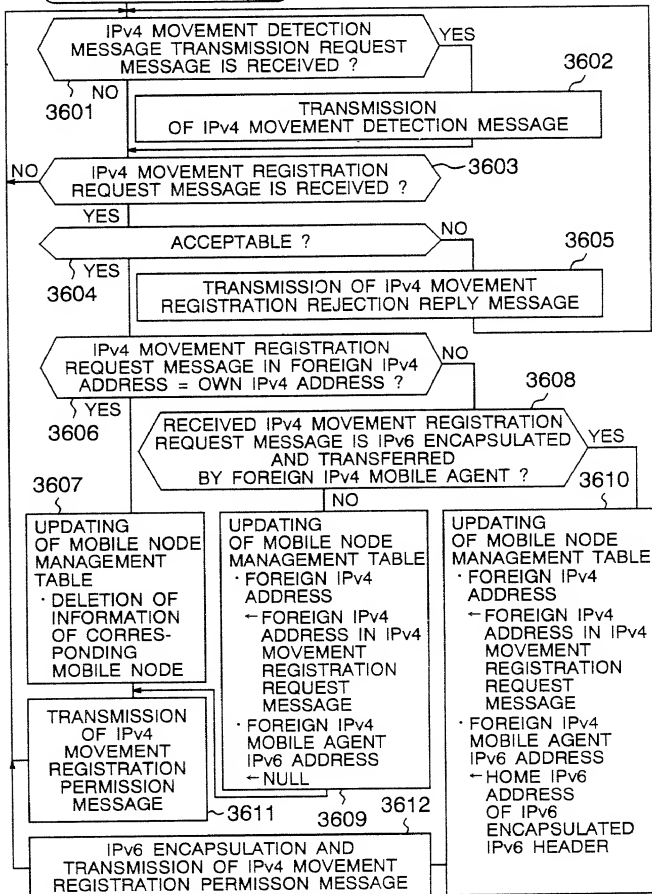 IPv4 MOVEMENT DETECTION
MESSAGE TRANSMISSION REQUEST
MESSAGE IS RECEIVED ?
YES
3601
NO
3602
TRANSMISSION
OF IPv4 MOVEMENT DETECTION MESSAGE
NO
IPv4 MOVEMENT REGISTRATION
REQUEST MESSAGE IS RECEIVED ?
3603
YES
ACCEPTABLE ?
NO
3604
YES
3605
TRANSMISSION OF IPv4 MOVEMENT
REGISTRATION REJECTION REPLY MESSAGE
IPv4 MOVEMENT REGISTRATION
REQUEST MESSAGE IN FOREIGN IPv4
ADDRESS = OWN IPv4 ADDRESS ?
NO
3606
YES
3608
RECEIVED IPv4 MOVEMENT REGISTRATION
REQUEST MESSAGE IS IPv6 ENCAPSULATED
AND TRANSFERRED
BY FOREIGN IPv4 MOBILE AGENT ?
YES
NO
3607
UPDATING
OF MOBILE NODE
MANAGEMENT
TABLE
· DELETION OF
INFORMATION
OF CORRES-
PONDING
MOBILE NODE
UPDATING
OF MOBILE NODE
MANAGEMENT TABLE
· FOREIGN IPv4
ADDRESS
←FOREIGN IPv4
ADDRESS IN IPv4
MOVEMENT
REGISTRATION
REQUEST
MESSAGE
· FOREIGN IPv4
MOBILE AGENT
IPv6 ADDRESS
←NULL
3609
3610
UPDATING
OF MOBILE NODE
MANAGEMENT TABLE
· FOREIGN IPv4
ADDRESS
←FOREIGN IPv4
ADDRESS IN IPv4
MOVEMENT
REGISTRATION
REQUEST
MESSAGE
· FOREIGN IPv4
MOBILE AGENT
IPv6 ADDRESS
←HOME IPv6
ADDRESS
OF IPv6
ENCAPSULATED
IPv6 HEADER
TRANSMISSION
OF IPv4
MOVEMENT
REGISTRATION
PERMISSION
MESSAGE
3611
3612
IPv6 ENCAPSULATION AND
TRANSMISSION OF IPv4 MOVEMENT
REGISTRATION PERMISSON MESSAGE